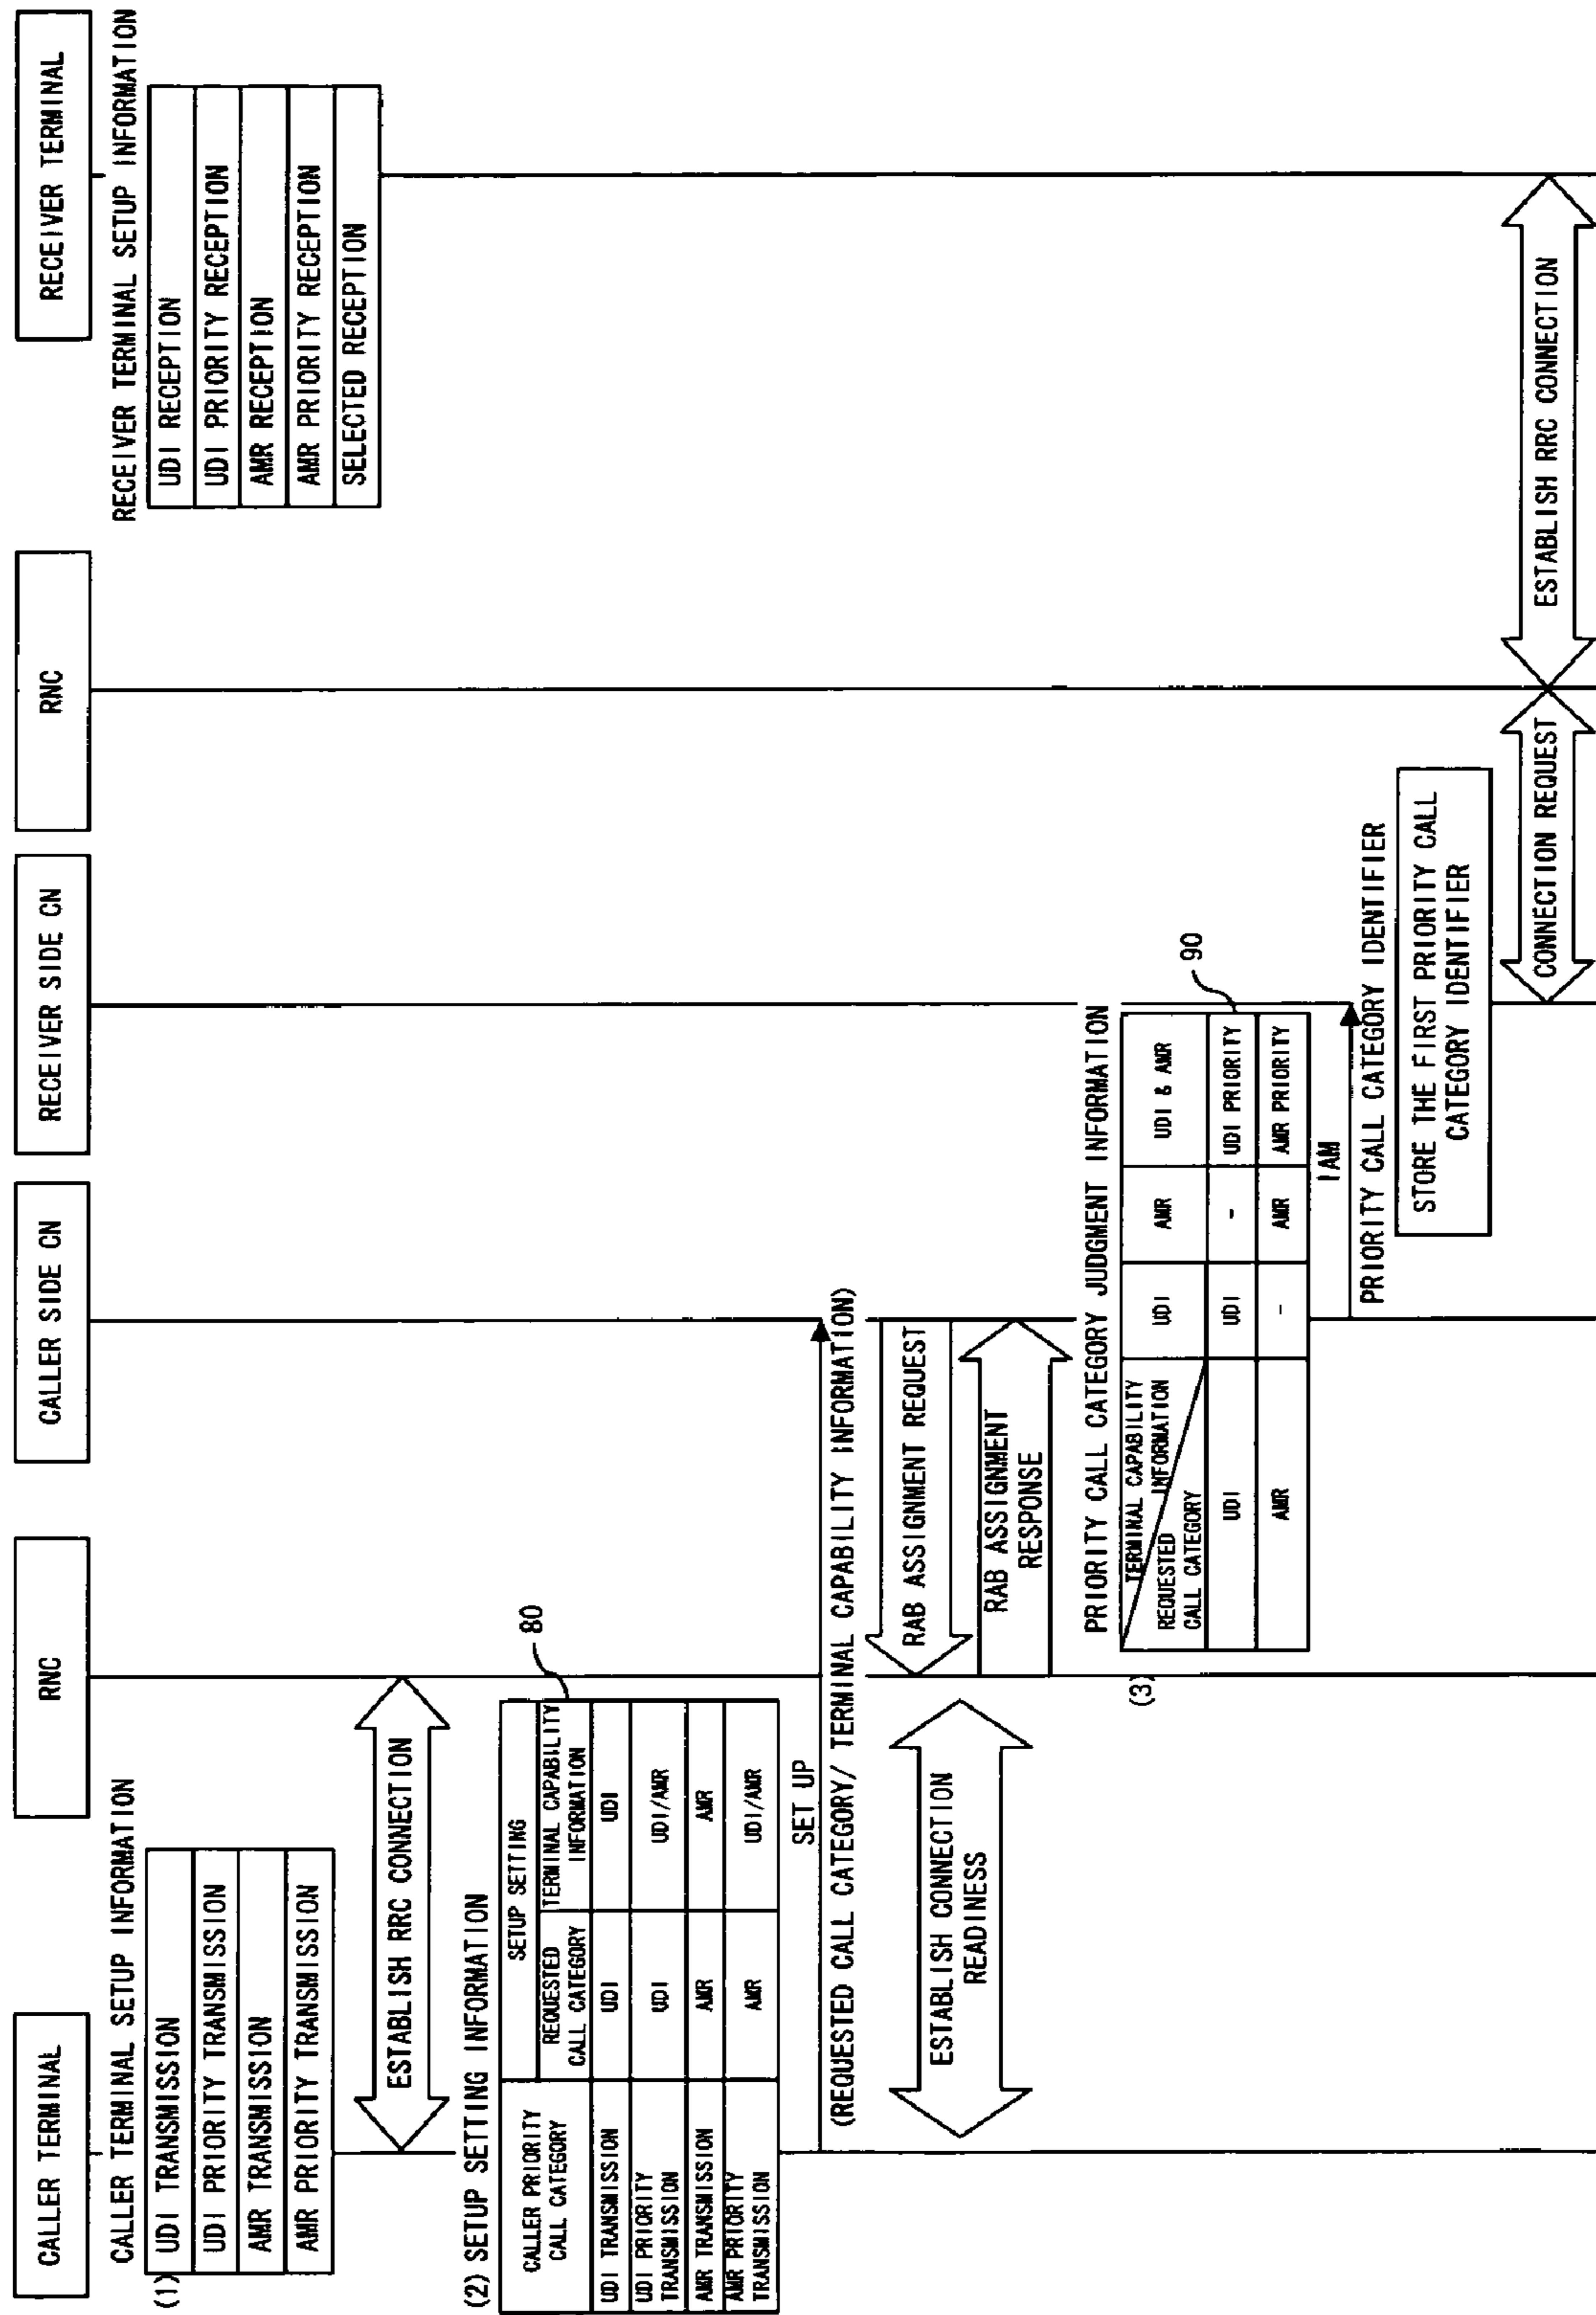 CALLER TERMINAL
RNC
CALLER SIDE CN
RECEIVER SIDE CN
RNC
RECEIVER TERMINAL
CALLER TERMINAL SETUP INFORMATION
(1)
UDI TRANSMISSION
UDI PRIORITY TRANSMISSION
AMR TRANSMISSION
AMR PRIORITY TRANSMISSION
RECEIVER TERMINAL SETUP INFORMATION
UDI RECEPTION
UDI PRIORITY RECEPTION
AMR RECEPTION
AMR PRIORITY RECEPTION
SELECTED RECEPTION
ESTABLISH RRC CONNECTION
(2) SETUP SETTING INFORMATION
80
CALLER PRIORITY
CALL CATEGORY
SETUP SETTING
REQUESTED
CALL CATEGORY
TERMINAL CAPABILITY
INFORMATION
UDI TRANSMISSION
UDI
UDI
UDI PRIORITY
TRANSMISSION
UDI
UDI/AMR
AMR TRANSMISSION
AMR
AMR
AMR PRIORITY
TRANSMISSION
AMR
UDI/AMR
SET UP
(REQUESTED CALL CATEGORY/ TERMINAL CAPABILITY INFORMATION)
RAB ASSIGNMENT REQUEST
ESTABLISH CONNECTION
READINESS
RAB ASSIGNMENT
RESPONSE
PRIORITY CALL CATEGORY JUDGMENT INFORMATION
(3)
TERMINAL CAPABILITY
INFORMATION
REQUESTED
CALL CATEGORY
UDI
AMR
UDI & AMR
90
UDI
UDI
-
UDI PRIORITY
AMR
-
AMR
AMR PRIORITY
IAM
PRIORITY CALL CATEGORY IDENTIFIER
STORE THE FIRST PRIORITY CALL
CATEGORY IDENTIFIER
CONNECTION REQUEST
ESTABLISH RRC CONNECTION